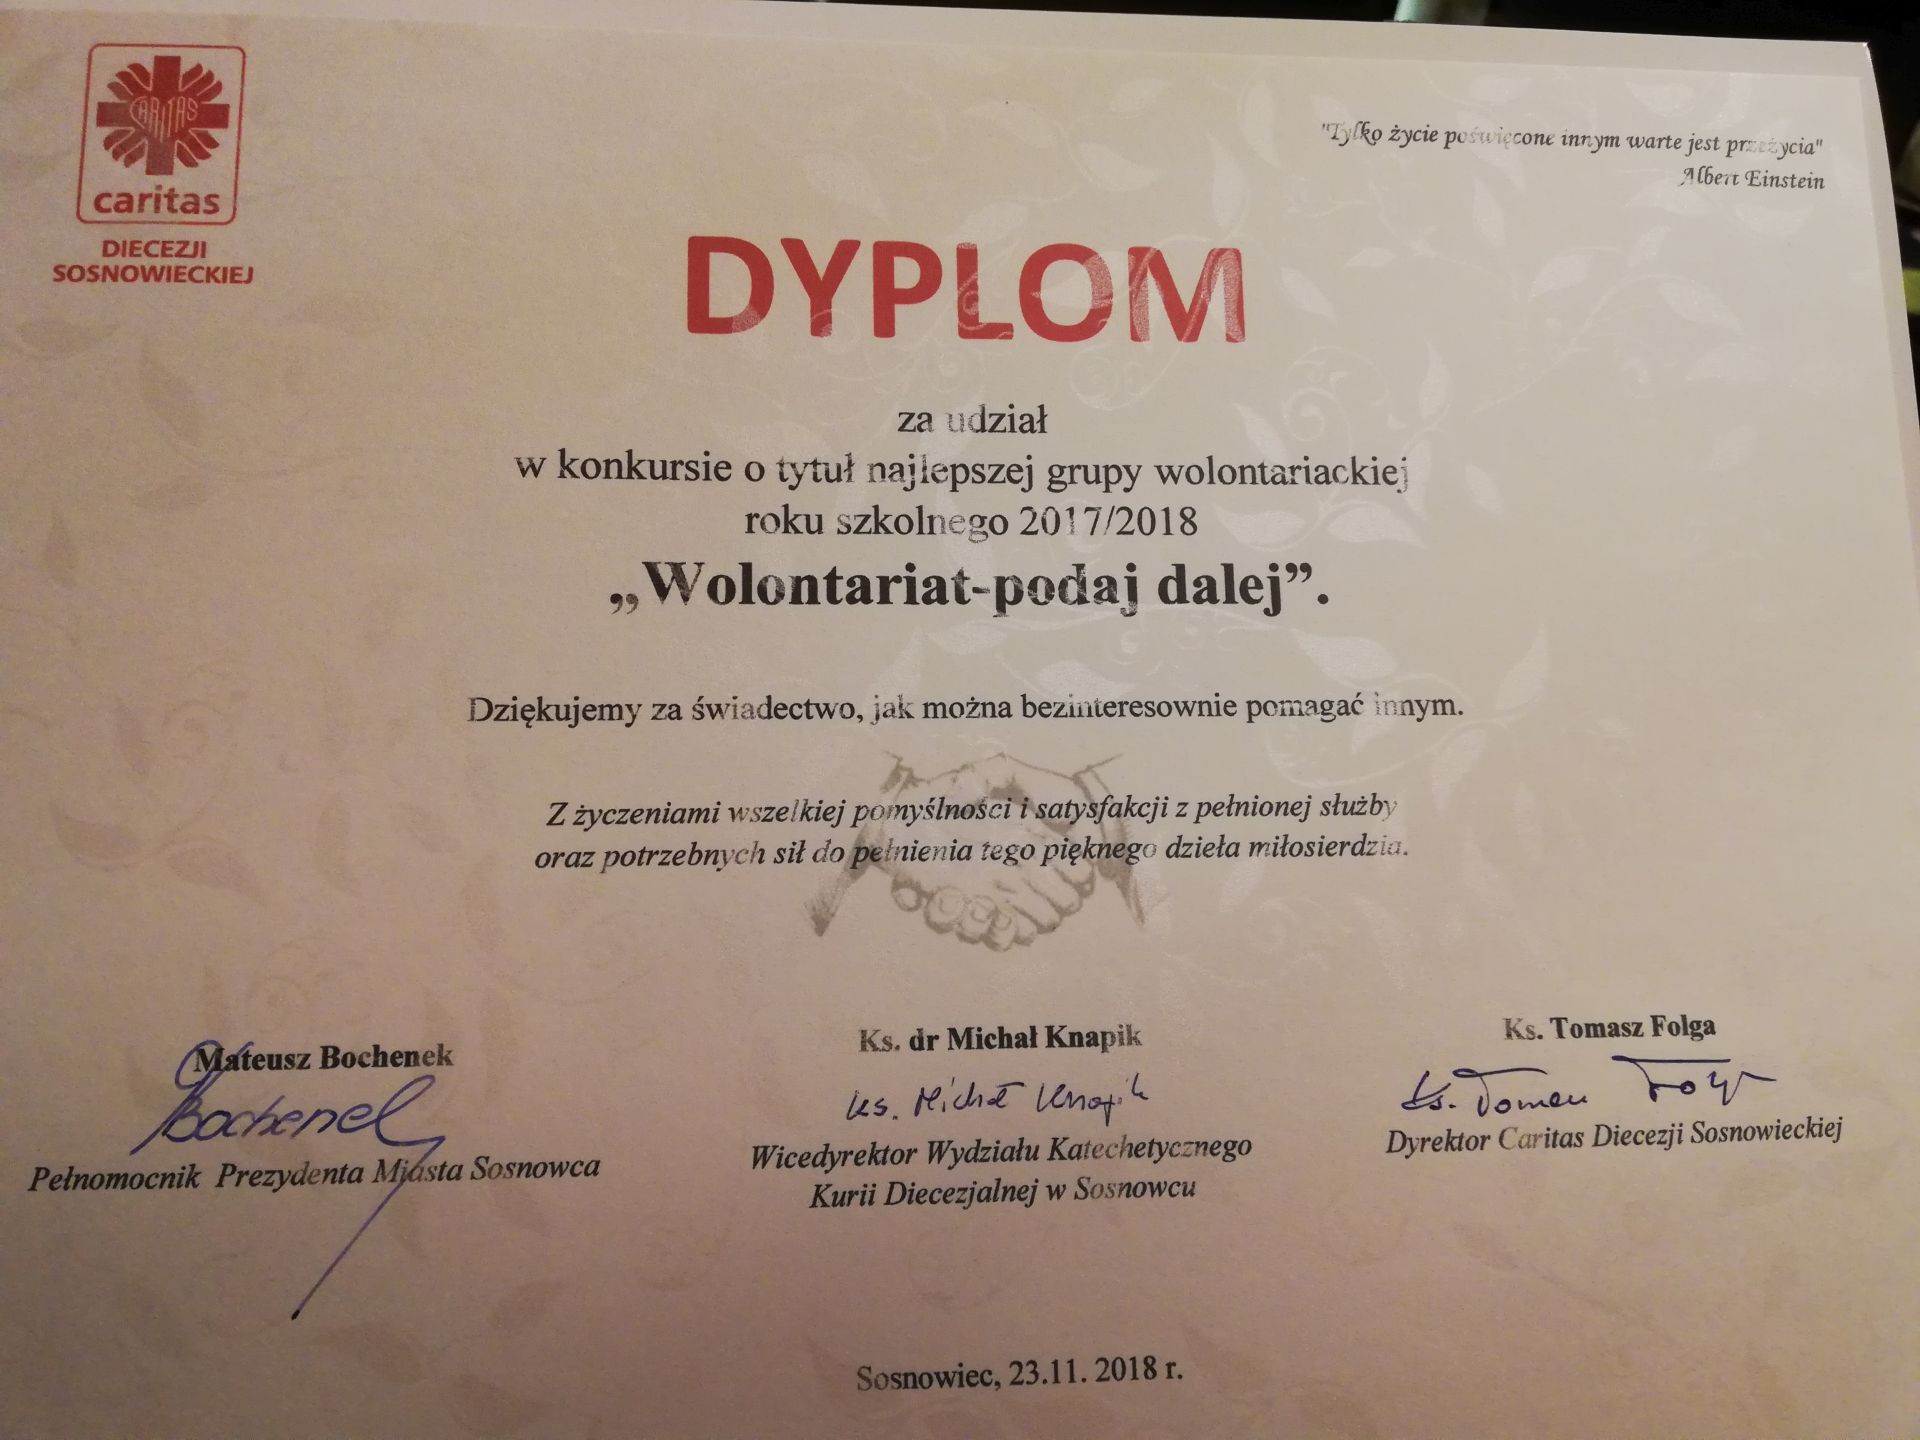 CARITAS
caritas
DIECEZJI
SOSNOWIECKIEJ
"Tylko życie poświęcone innym warte jest przeżycia"
Albert Einstein
DYPLOM
za udział
w konkursie o tytuł najlepszej grupy wolontariackiej
roku szkolnego 2017/2018
„Wolontariat-podaj dalej”.
Dziękujemy za świadectwo, jak można bezinteresownie pomagać innym.
Z życzeniami wszelkiej pomyślności i satysfakcji z pełnionej służby
oraz potrzebnych sił do pełnienia tego pięknego dzieła miłosierdzia.
Mateusz Bochenek
Bochenek
Pełnomocnik Prezydenta Miasta Sosnowca
Ks. dr Michał Knapik
ks. Michał Knapik
Wicedyrektor Wydziału Katechetycznego
Kurii Diecezjalnej w Sosnowcu
Ks. Tomasz Folga
Ks. Tomasz Folga
Dyrektor Caritas Diecezji Sosnowieckiej
Sosnowiec, 23.11. 2018 r.